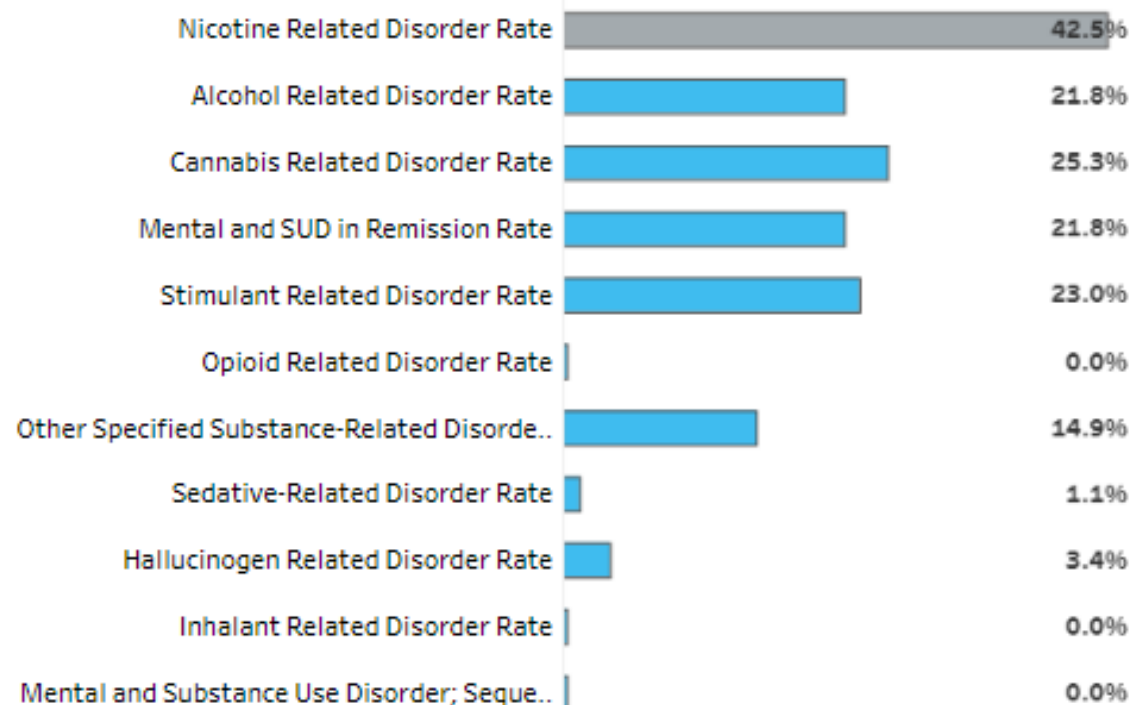 Nicotine Related Disorder Rate 42.5%
Alcohol Related Disorder Rate 21.8%
Cannabis Related Disorder Rate 25.3%
Mental and SUD in Remission Rate 21.8%
Stimulant Related Disorder Rate 23.0%
Opioid Related Disorder Rate 0.0%
Other Specified Substance-Related Disorde.. 14.9%
Sedative-Related Disorder Rate 1.1%
Hallucinogen Related Disorder Rate 3.4%
Inhalant Related Disorder Rate 0.0%
Mental and Substance Use Disorder; Seque.. 0.0%